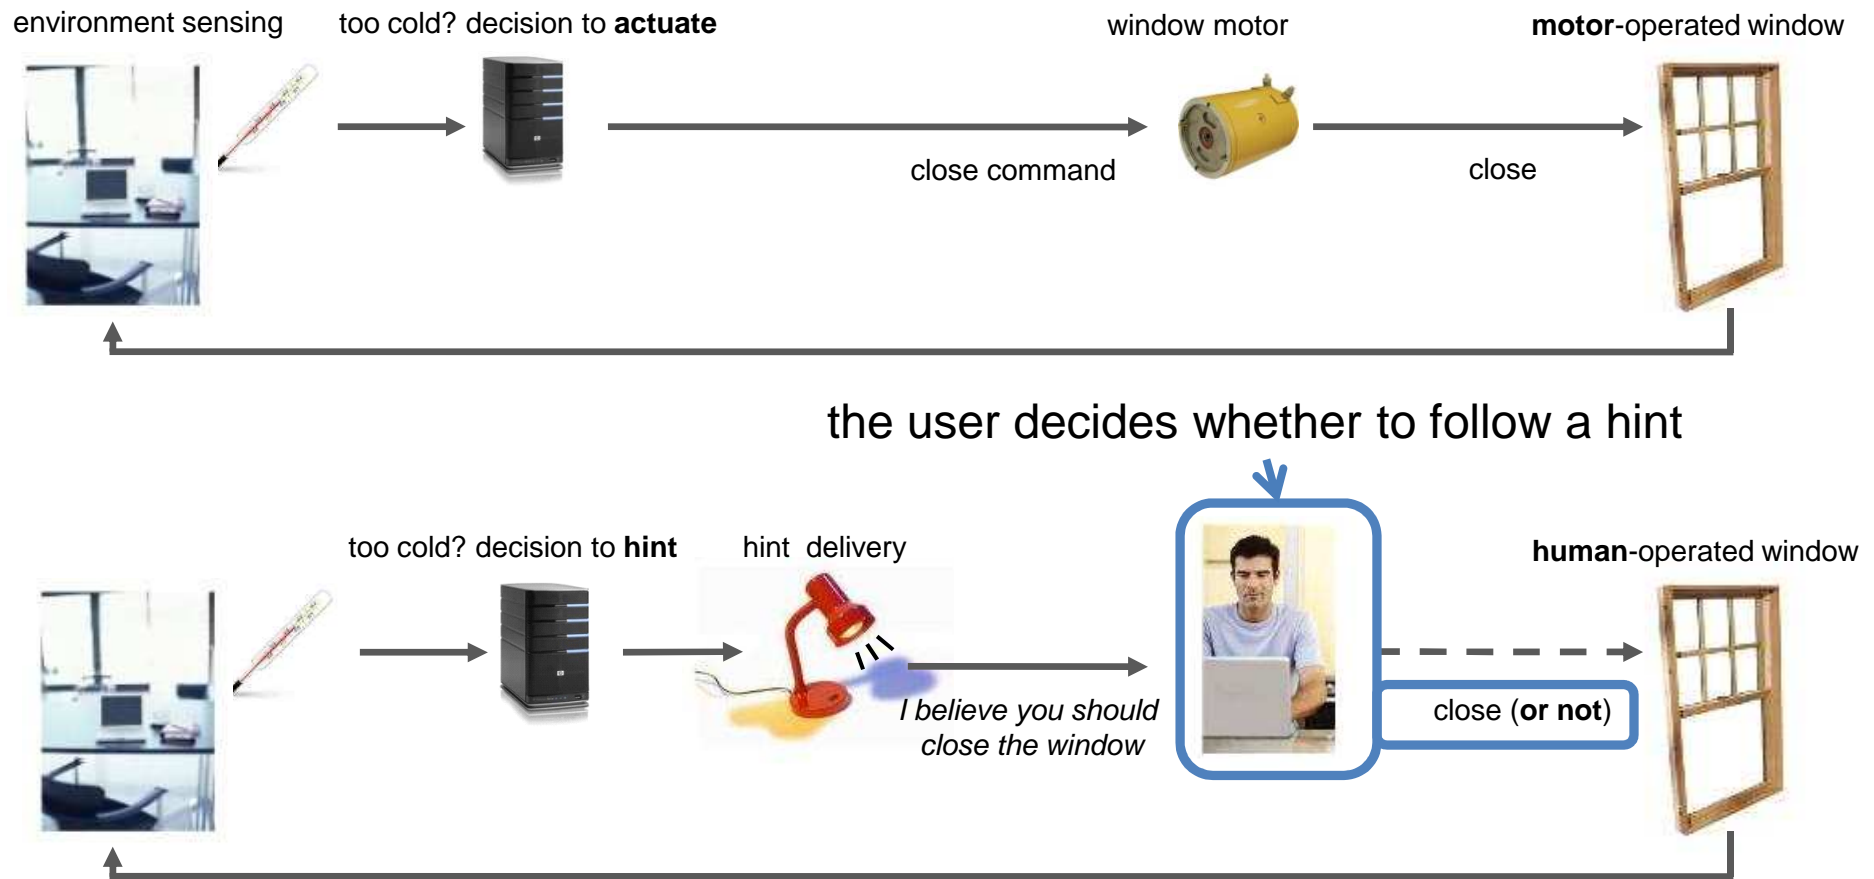 environment sensing
too cold? decision to actuate
window motor
motor-operated window
close command
close
the user decides whether to follow a hint
too cold? decision to hint
hint delivery
human-operated window
I believe you should
close the window
close (or not)